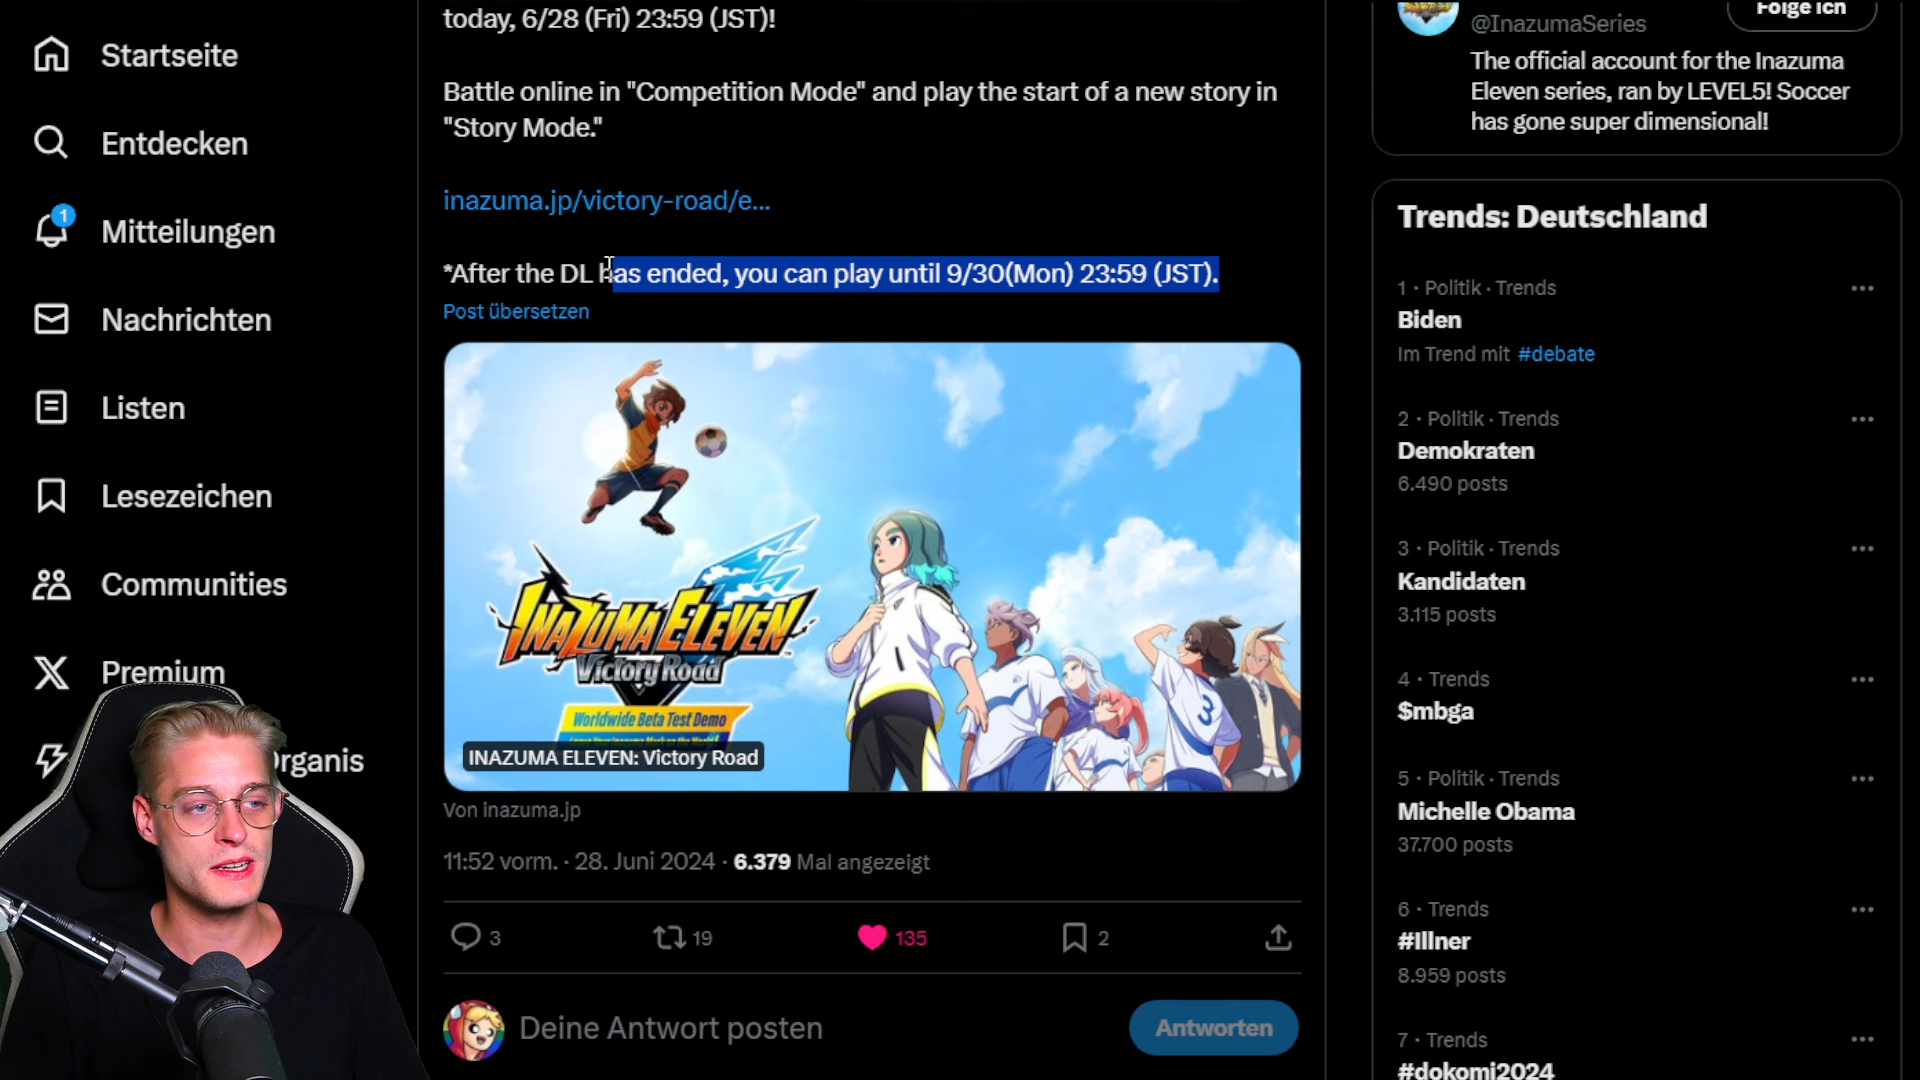 Startseite
Entdecken
1
Mitteilungen
Nachrichten
Listen
Lesezeichen
Communities
Premium
Organis
today, 6/28 (Fri) 23:59 (JST)!
Battle online in "Competition Mode" and play the start of a new story in
"Story Mode."
inazuma.jp/victory-road/e...
*After the DL has ended, you can play until 9/30(Mon) 23:59 (JST).
Post übersetzen
INAZUMA ELEVEN
Victory Road
Worldwide Beta Test Demo
3
INAZUMA ELEVEN: Victory Road
Von inazuma.jp
11:52 vorm. · 28. Juni 2024 · 6.379 Mal angezeigt
3
19
135
2
Deine Antwort posten
Antworten
Folge ich
@InazumaSeries
The official account for the Inazuma
Eleven series, ran by LEVEL5! Soccer
has gone super dimensional!
Trends: Deutschland
1 · Politik · Trends
Biden
Im Trend mit #debate
2 · Politik · Trends
Demokraten
6.490 posts
3 · Politik · Trends
Kandidaten
3.115 posts
4 · Trends
$mbga
5 · Politik · Trends
Michelle Obama
37.700 posts
6 · Trends
#Illner
8.959 posts
7 · Trends
#dokomi2024